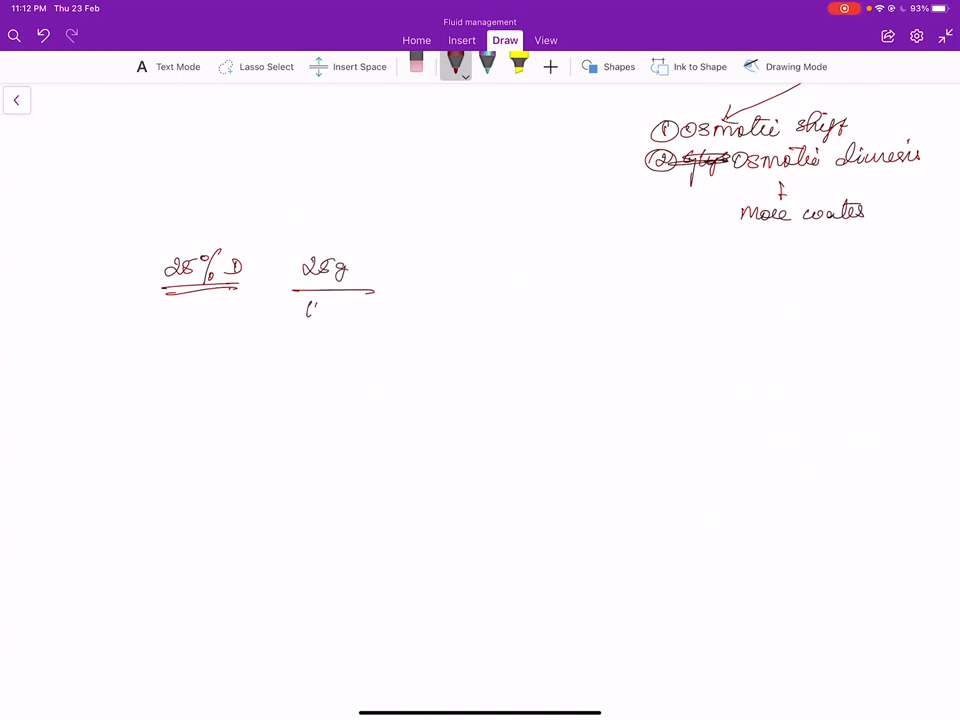 11:12 PM Thu 23 Feb
93%
Fluid management
Home Insert Draw View
Text Mode Lasso Select Insert Space Shapes Ink to Shape Drawing Mode
① Osmotic shift
② Osmotic diuresis
More water
25% D 25g